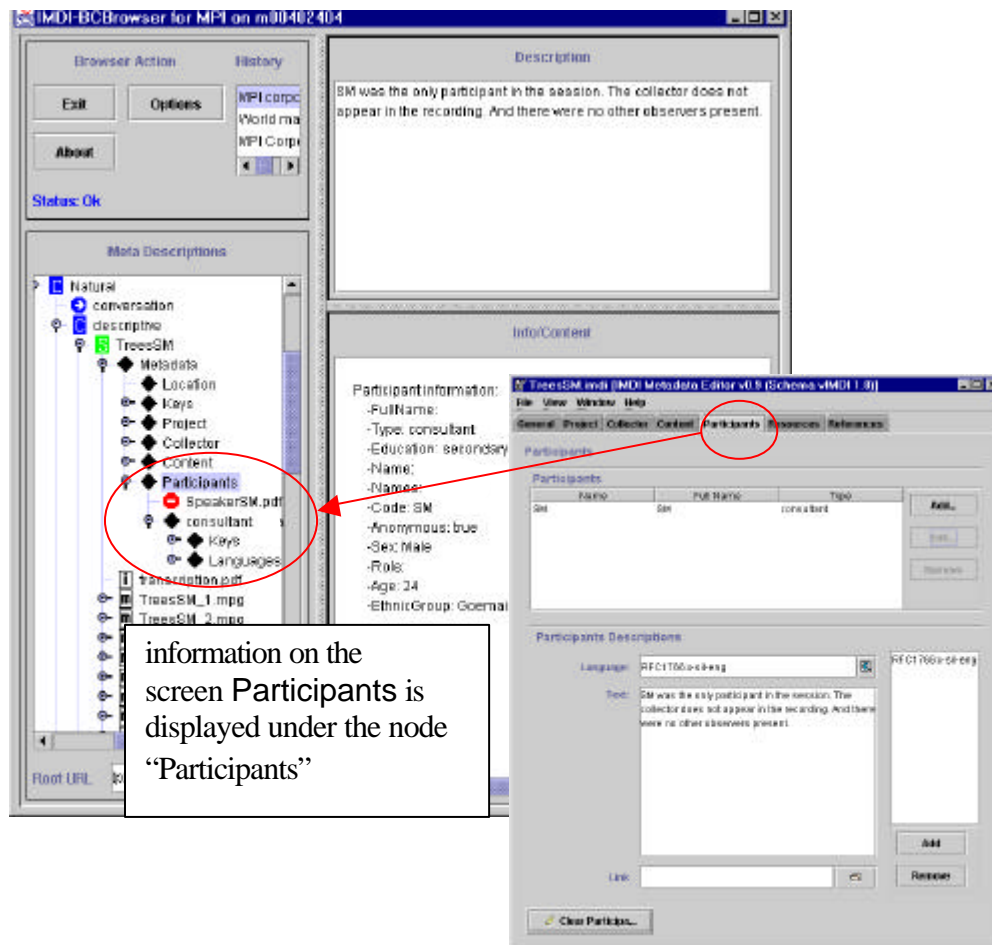 IMDI-BCBrowser for MPI on m00402404
Browser Action
History
Exit
Options
About
MPI corpo
World ma
MPI Corp
Status: Ok
Description
SM was the only participant in the session. The collector does not
appear in the recording. And there were no other observers present.
Meta Descriptions
C Natural
conversation
C descriptive
S TreesSM
Metadata
Location
Keys
Project
Collector
Content
Participants
SpeakerSM.pdf
consultant
Keys
Languages
transcription.pdf
TreesSM_1.mpg
TreesSM_2.mpg
Root URL
Info/Content
Participant information:
-FullName:
-Type: consultant
-Education: secondary
-Name:
-Names:
-Code: SM
-Anonymous: true
-Sex: Male
-Role:
-Age: 24
-EthnicGroup: Goemai
information on the
screen Participants is
displayed under the node
“Participants”
TreesSM.imdi (IMDI Metadata Editor v0.9 (Schema vIMDI 1.8))
File View Window Help
General Project Collector Content Participants Resources References
Participants
Participants
Name Full Name Type
SM SM consultant
Add...
Edit...
Remove
Participants Descriptions
Language: RFC1766:x-sil-eng
RFC1766:x-sil-eng
Text: SM was the only participant in the session. The
collector does not appear in the recording. And there
were no other observers present.
Add
Link:
Remove
Clear Participa...